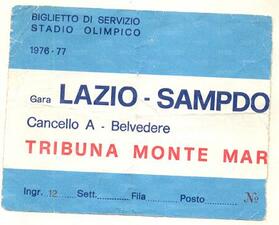 BIGLIETTO DI SERVIZIO
STADIO OLIMPICO
1976-77
Gara LAZIO - SAMPDO
Cancello A - Belvedere
TRIBUNA MONTE MAR
Ingr. 12 Sett. Fila Posto Nº